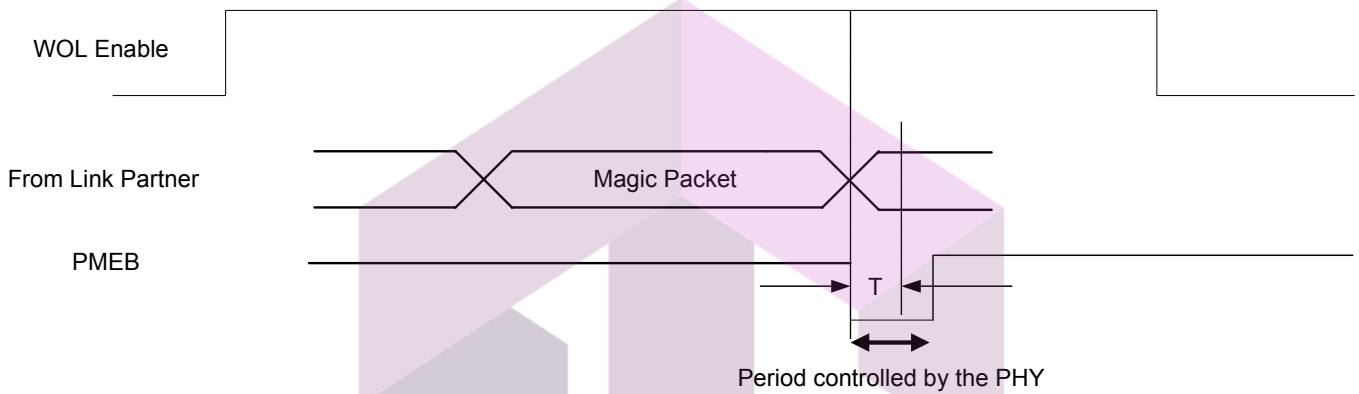 WOL Enable
From Link Partner
Magic Packet
PMEB
T
Period controlled by the PHY